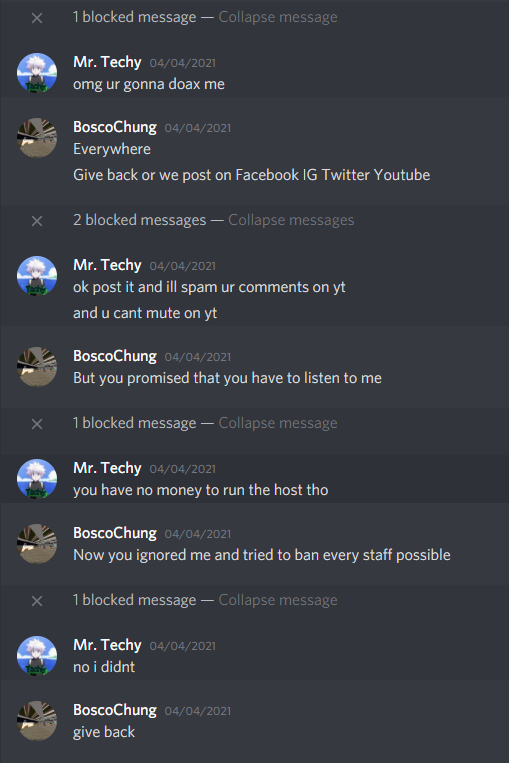 1 blocked message — Collapse message
Mr. Techy 04/04/2021
omg ur gonna doax me
BoscoChung 04/04/2021
Everywhere
Give back or we post on Facebook IG Twitter Youtube
2 blocked messages — Collapse messages
Mr. Techy 04/04/2021
ok post it and ill spam ur comments on yt
and u cant mute on yt
BoscoChung 04/04/2021
But you promised that you have to listen to me
1 blocked message — Collapse message
Mr. Techy 04/04/2021
you have no money to run the host tho
BoscoChung 04/04/2021
Now you ignored me and tried to ban every staff possible
1 blocked message — Collapse message
Mr. Techy 04/04/2021
no i didnt
BoscoChung 04/04/2021
give back